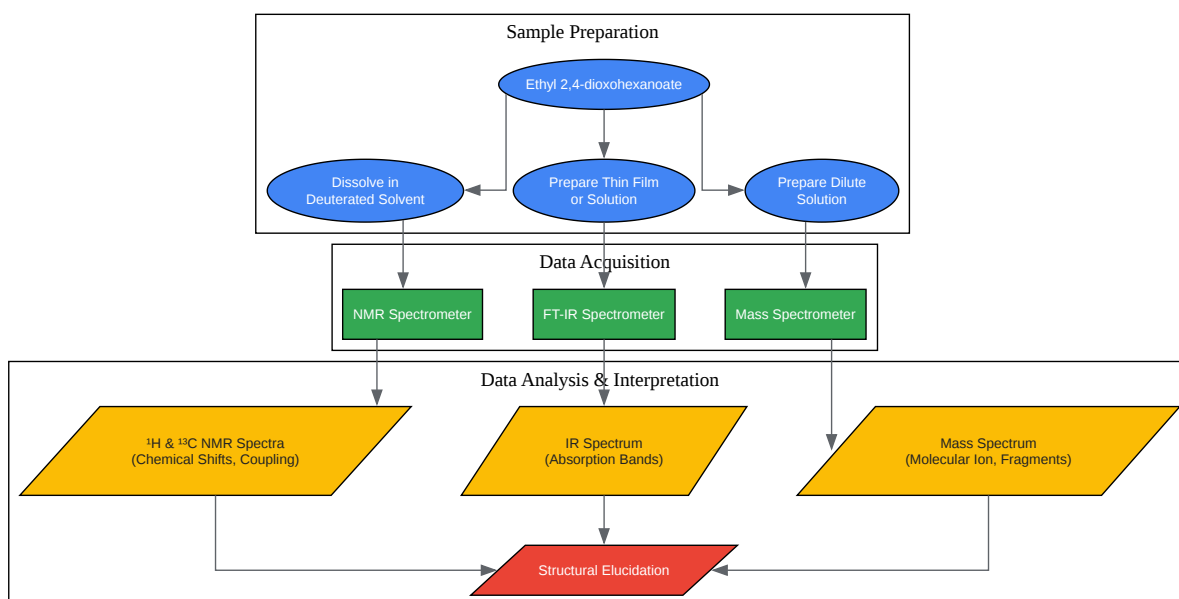 Sample Preparation
Ethyl 2,4-dioxohexanoate
Dissolve in
Deuterated Solvent
Prepare Thin Film
or Solution
Prepare Dilute
Solution
Data Acquisition
NMR Spectrometer
FT-IR Spectrometer
Mass Spectrometer
Data Analysis & Interpretation
¹H & ¹³C NMR Spectra
(Chemical Shifts, Coupling)
IR Spectrum
(Absorption Bands)
Mass Spectrum
(Molecular Ion, Fragments)
Structural Elucidation